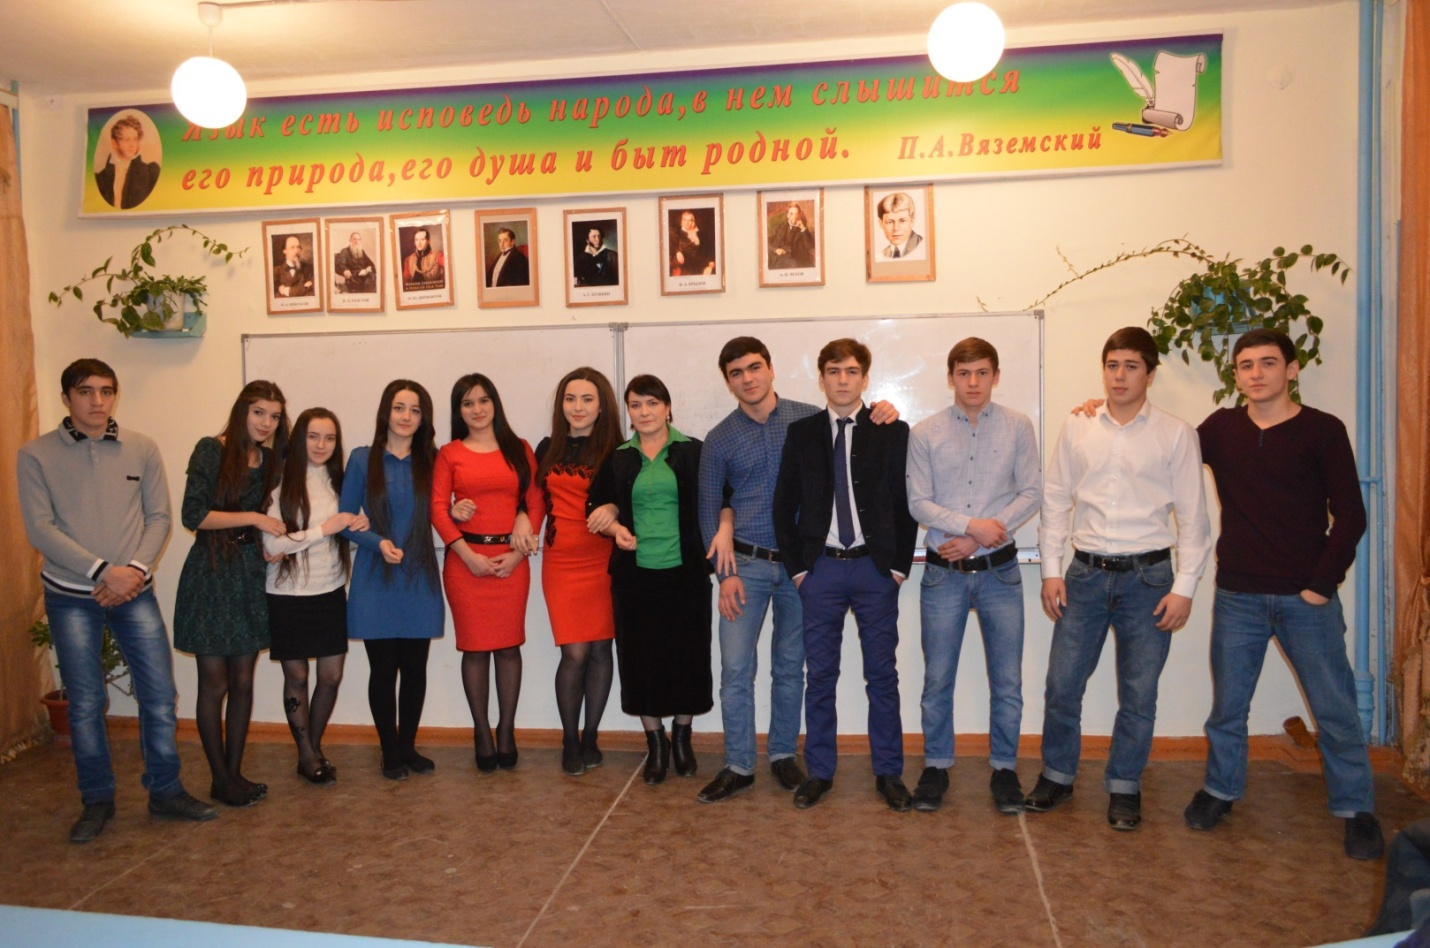 Язык есть исповедь народа,в нем слышится
его природа,его душа и быт родной. П.А.Вяземский